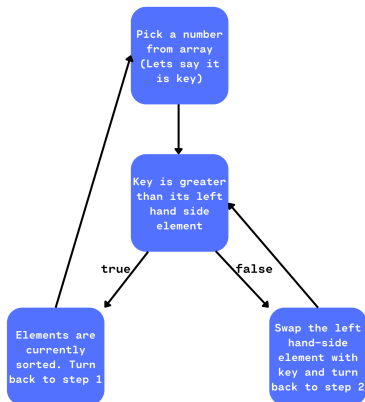 Pick a number
from array
(Lets say it
is key)
Key is greater
than its left
hand side
element
true
false
Elements are
currently
sorted. Turn
back to step 1
Swap the left
hand-side
element with
key and turn
back to step 2